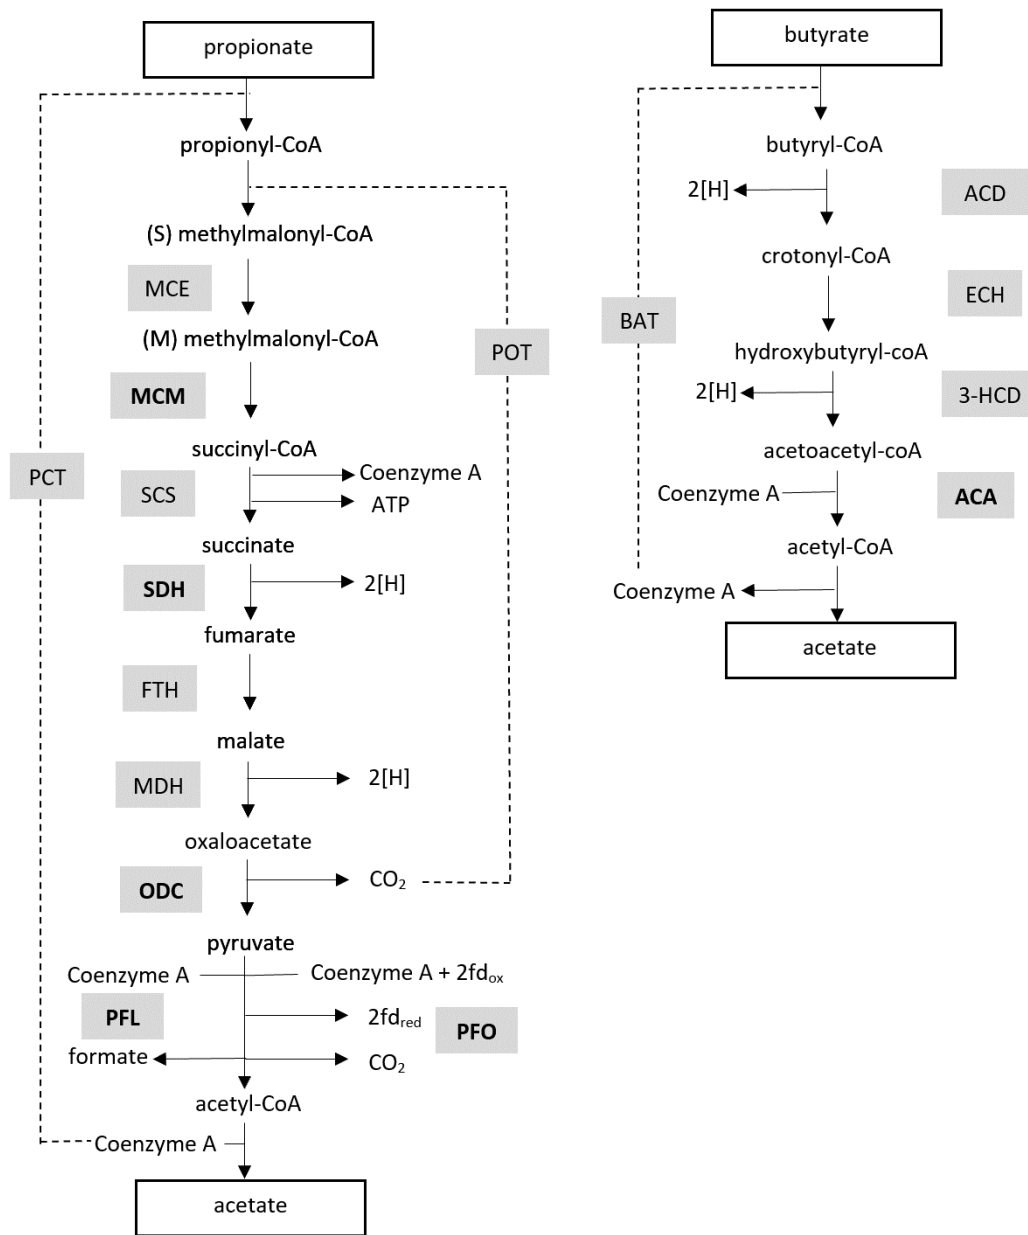 propionate
propionyl-CoA
(S) methylmalonyl-CoA
MCE
(M) methylmalonyl-CoA
POT
MCM
succinyl-CoA
PCT
SCS
Coenzyme A
ATP
succinate
SDH
2[H]
fumarate
FTH
malate
MDH
2[H]
oxaloacetate
ODC
CO₂
pyruvate
Coenzyme A
Coenzyme A + 2fdₒₓ
PFL
2fd_red
PFO
formate
CO₂
acetyl-CoA
Coenzyme A
acetate
butyrate
butyryl-CoA
2[H]
ACD
crotonyl-CoA
ECH
BAT
hydroxybutyryl-coA
2[H]
3-HCD
acetoacetyl-coA
Coenzyme A
ACA
acetyl-CoA
Coenzyme A
acetate